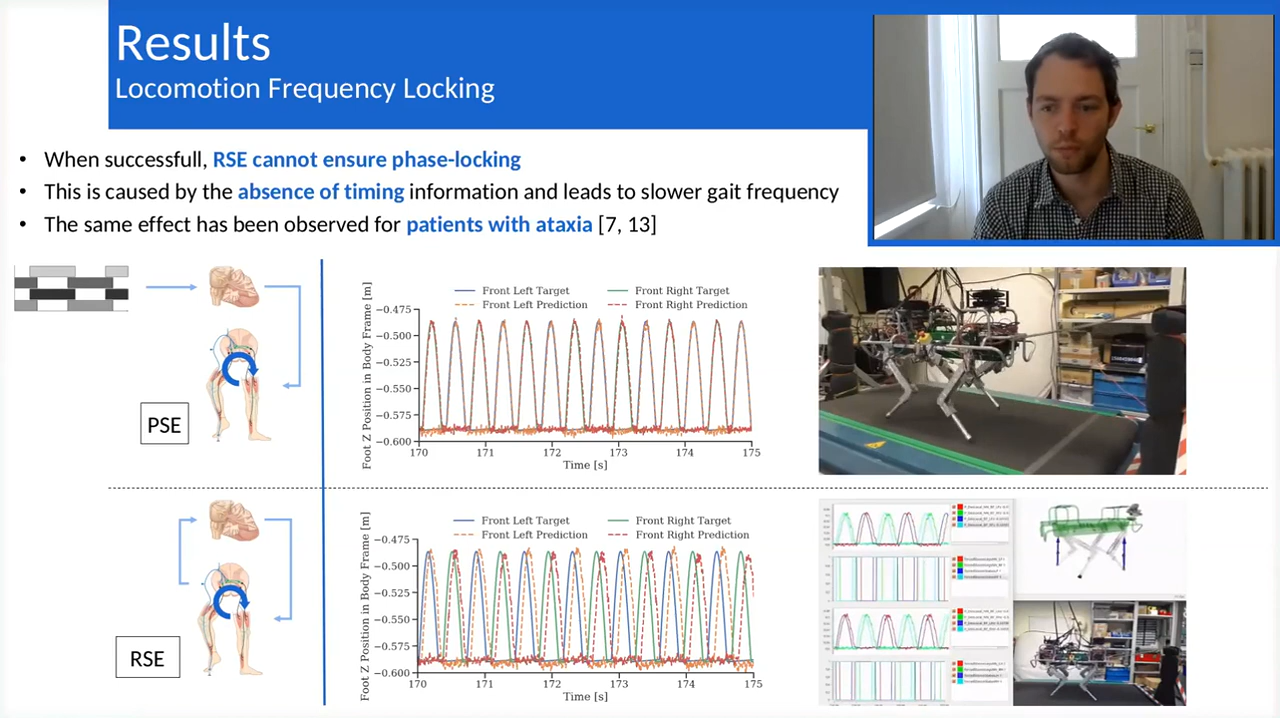 Results
Locomotion Frequency Locking
• When successfull, RSE cannot ensure phase-locking
• This is caused by the absence of timing information and leads to slower gait frequency
• The same effect has been observed for patients with ataxia [7, 13]
PSE
Foot Z Position in Body Frame [m]
Front Left Target
Front Right Target
Front Left Prediction
Front Right Prediction
−0.475
−0.500
−0.525
−0.550
−0.575
−0.600
170 171 172 173 174 175
Time [s]
RSE
Foot Z Position in Body Frame [m]
Front Left Target
Front Right Target
Front Left Prediction
Front Right Prediction
−0.475
−0.500
−0.525
−0.550
−0.575
−0.600
170 171 172 173 174 175
Time [s]